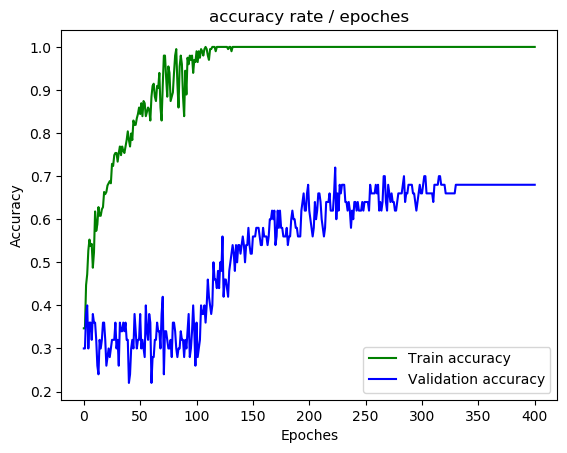 accuracy rate / epoches
Accuracy
1.0
0.9
0.8
0.7
0.6
0.5
0.4
0.3
0.2
Train accuracy
Validation accuracy
0 50 100 150 200 250 300 350 400
Epoches